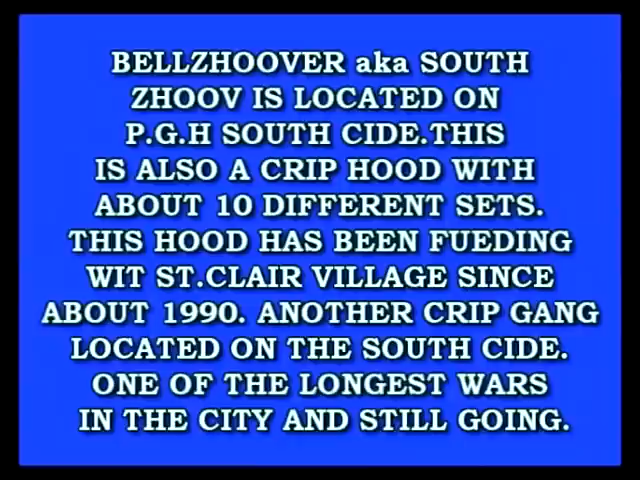 BELLZHOOVER aka SOUTH
ZHOOV IS LOCATED ON
P.G.H SOUTH CIDE.THIS
IS ALSO A CRIP HOOD WITH
ABOUT 10 DIFFERENT SETS.
THIS HOOD HAS BEEN FUEDING
WIT ST.CLAIR VILLAGE SINCE
ABOUT 1990. ANOTHER CRIP GANG
LOCATED ON THE SOUTH CIDE.
ONE OF THE LONGEST WARS
IN THE CITY AND STILL GOING.